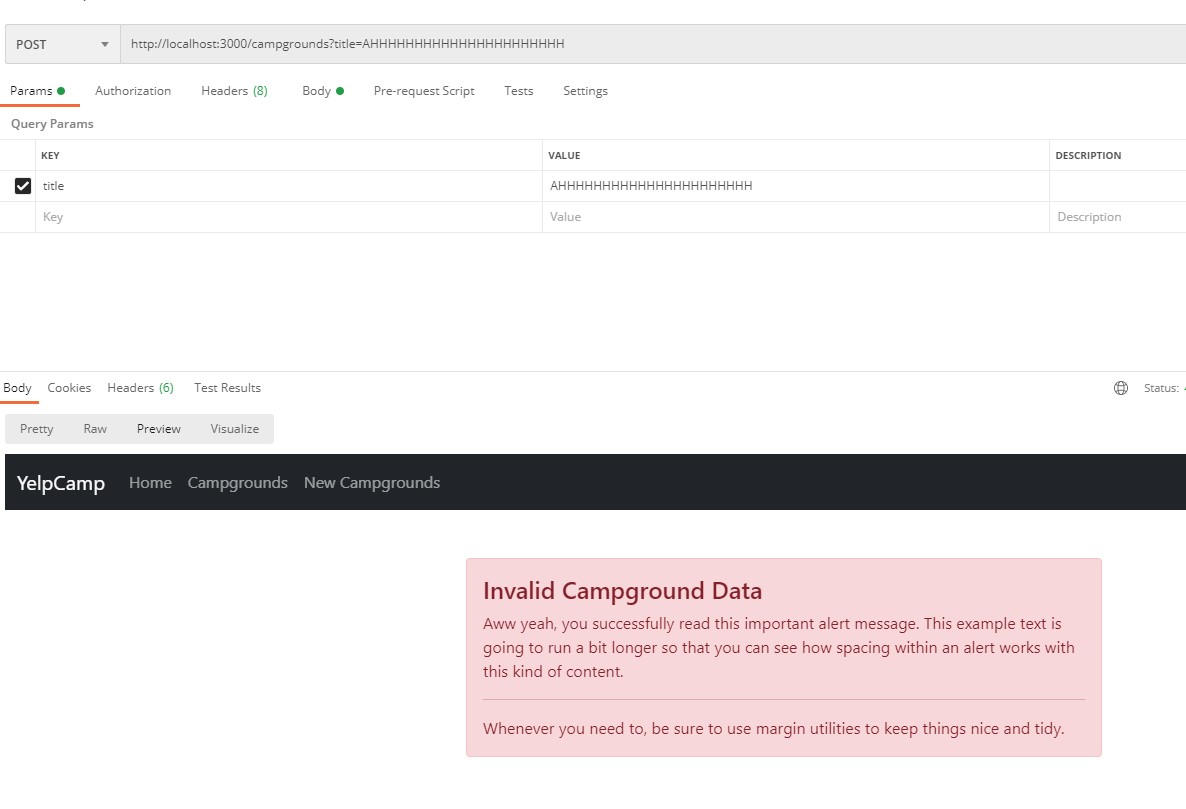 POST http://localhost:3000/campgrounds?title=AHHHHHHHHHHHHHHHHHHHHHH
Params Authorization Headers (8) Body Pre-request Script Tests Settings
Query Params
KEY VALUE DESCRIPTION
title AHHHHHHHHHHHHHHHHHHHHHH
Key Value Description
Body Cookies Headers (6) Test Results Status:
Pretty Raw Preview Visualize
YelpCamp Home Campgrounds New Campgrounds
Invalid Campground Data
Aww yeah, you successfully read this important alert message. This example text is
going to run a bit longer so that you can see how spacing within an alert works with
this kind of content.
Whenever you need to, be sure to use margin utilities to keep things nice and tidy.